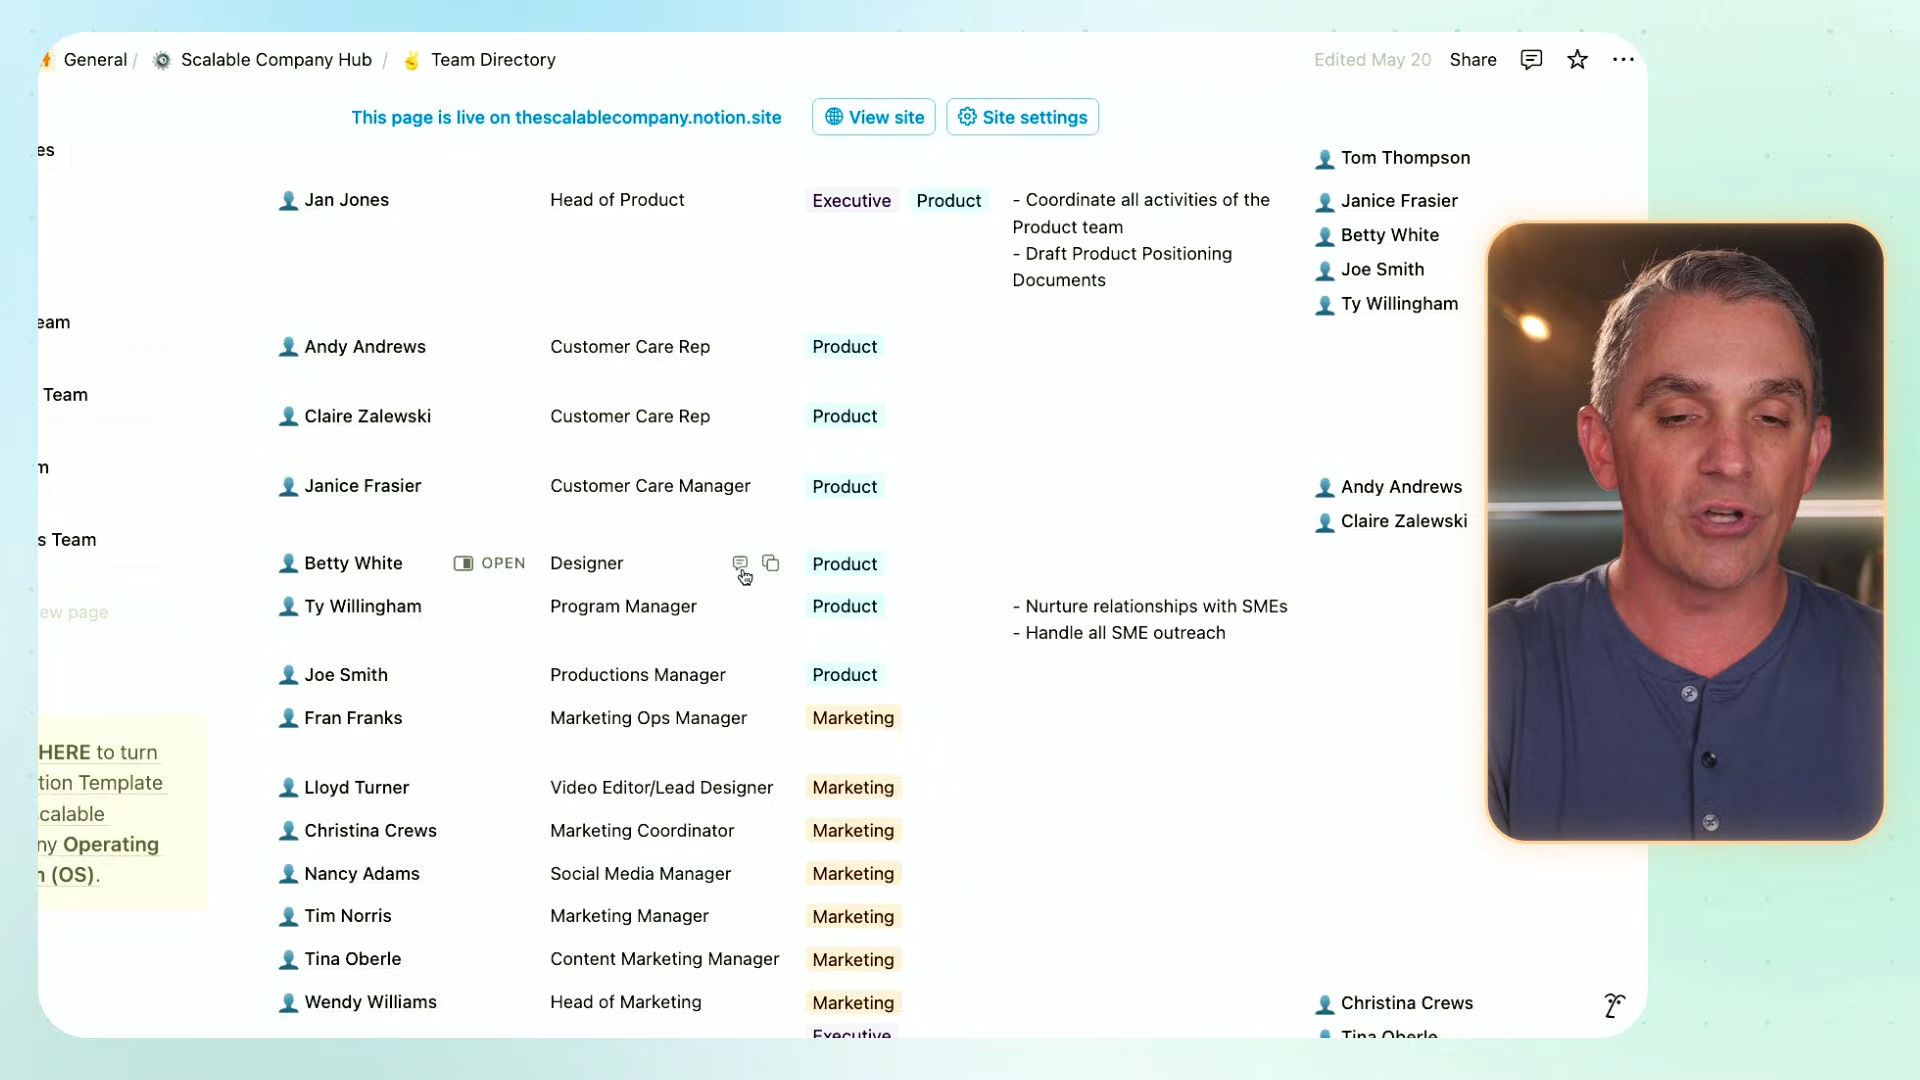 General / Scalable Company Hub / Team Directory
Edited May 20 Share
This page is live on thescalablecompany.notion.site View site Site settings
es
Tom Thompson
Jan Jones Head of Product Executive Product - Coordinate all activities of the Janice Frasier
Product team Betty White
- Draft Product Positioning Joe Smith
Documents
Ty Willingham
eam
Andy Andrews Customer Care Rep Product
Team
Claire Zalewski Customer Care Rep Product
m
Janice Frasier Customer Care Manager Product Andy Andrews
Claire Zalewski
s Team
Betty White OPEN Designer Product
Ty Willingham Program Manager Product - Nurture relationships with SMEs
ew page
- Handle all SME outreach
Joe Smith Productions Manager Product
Fran Franks Marketing Ops Manager Marketing
HERE to turn
tion Template
Lloyd Turner Video Editor/Lead Designer Marketing
calable
Christina Crews Marketing Coordinator Marketing
ny Operating
n (OS).
Nancy Adams Social Media Manager Marketing
Tim Norris Marketing Manager Marketing
Tina Oberle Content Marketing Manager Marketing
Wendy Williams Head of Marketing Marketing Christina Crews
Executive Tina Oberle